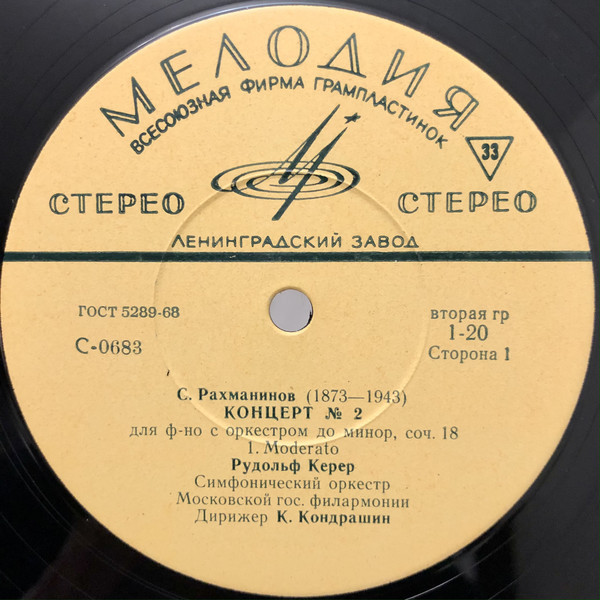 МЕЛОДИЯ
ВСЕСОЮЗНАЯ ФИРМА ГРАМПЛАСТИНОК
33
СТЕРЕО
СТЕРЕО
ЛЕНИНГРАДСКИЙ ЗАВОД
ГОСТ 5289-68
С-0683
вторая гр
1-20
Сторона 1
С. Рахманинов (1873—1943)
КОНЦЕРТ № 2
для ф-но с оркестром до минор, соч. 18
1. Moderato
Рудольф Керер
Симфонический оркестр
Московской гос. филармонии
Дирижер К. Кондрашин